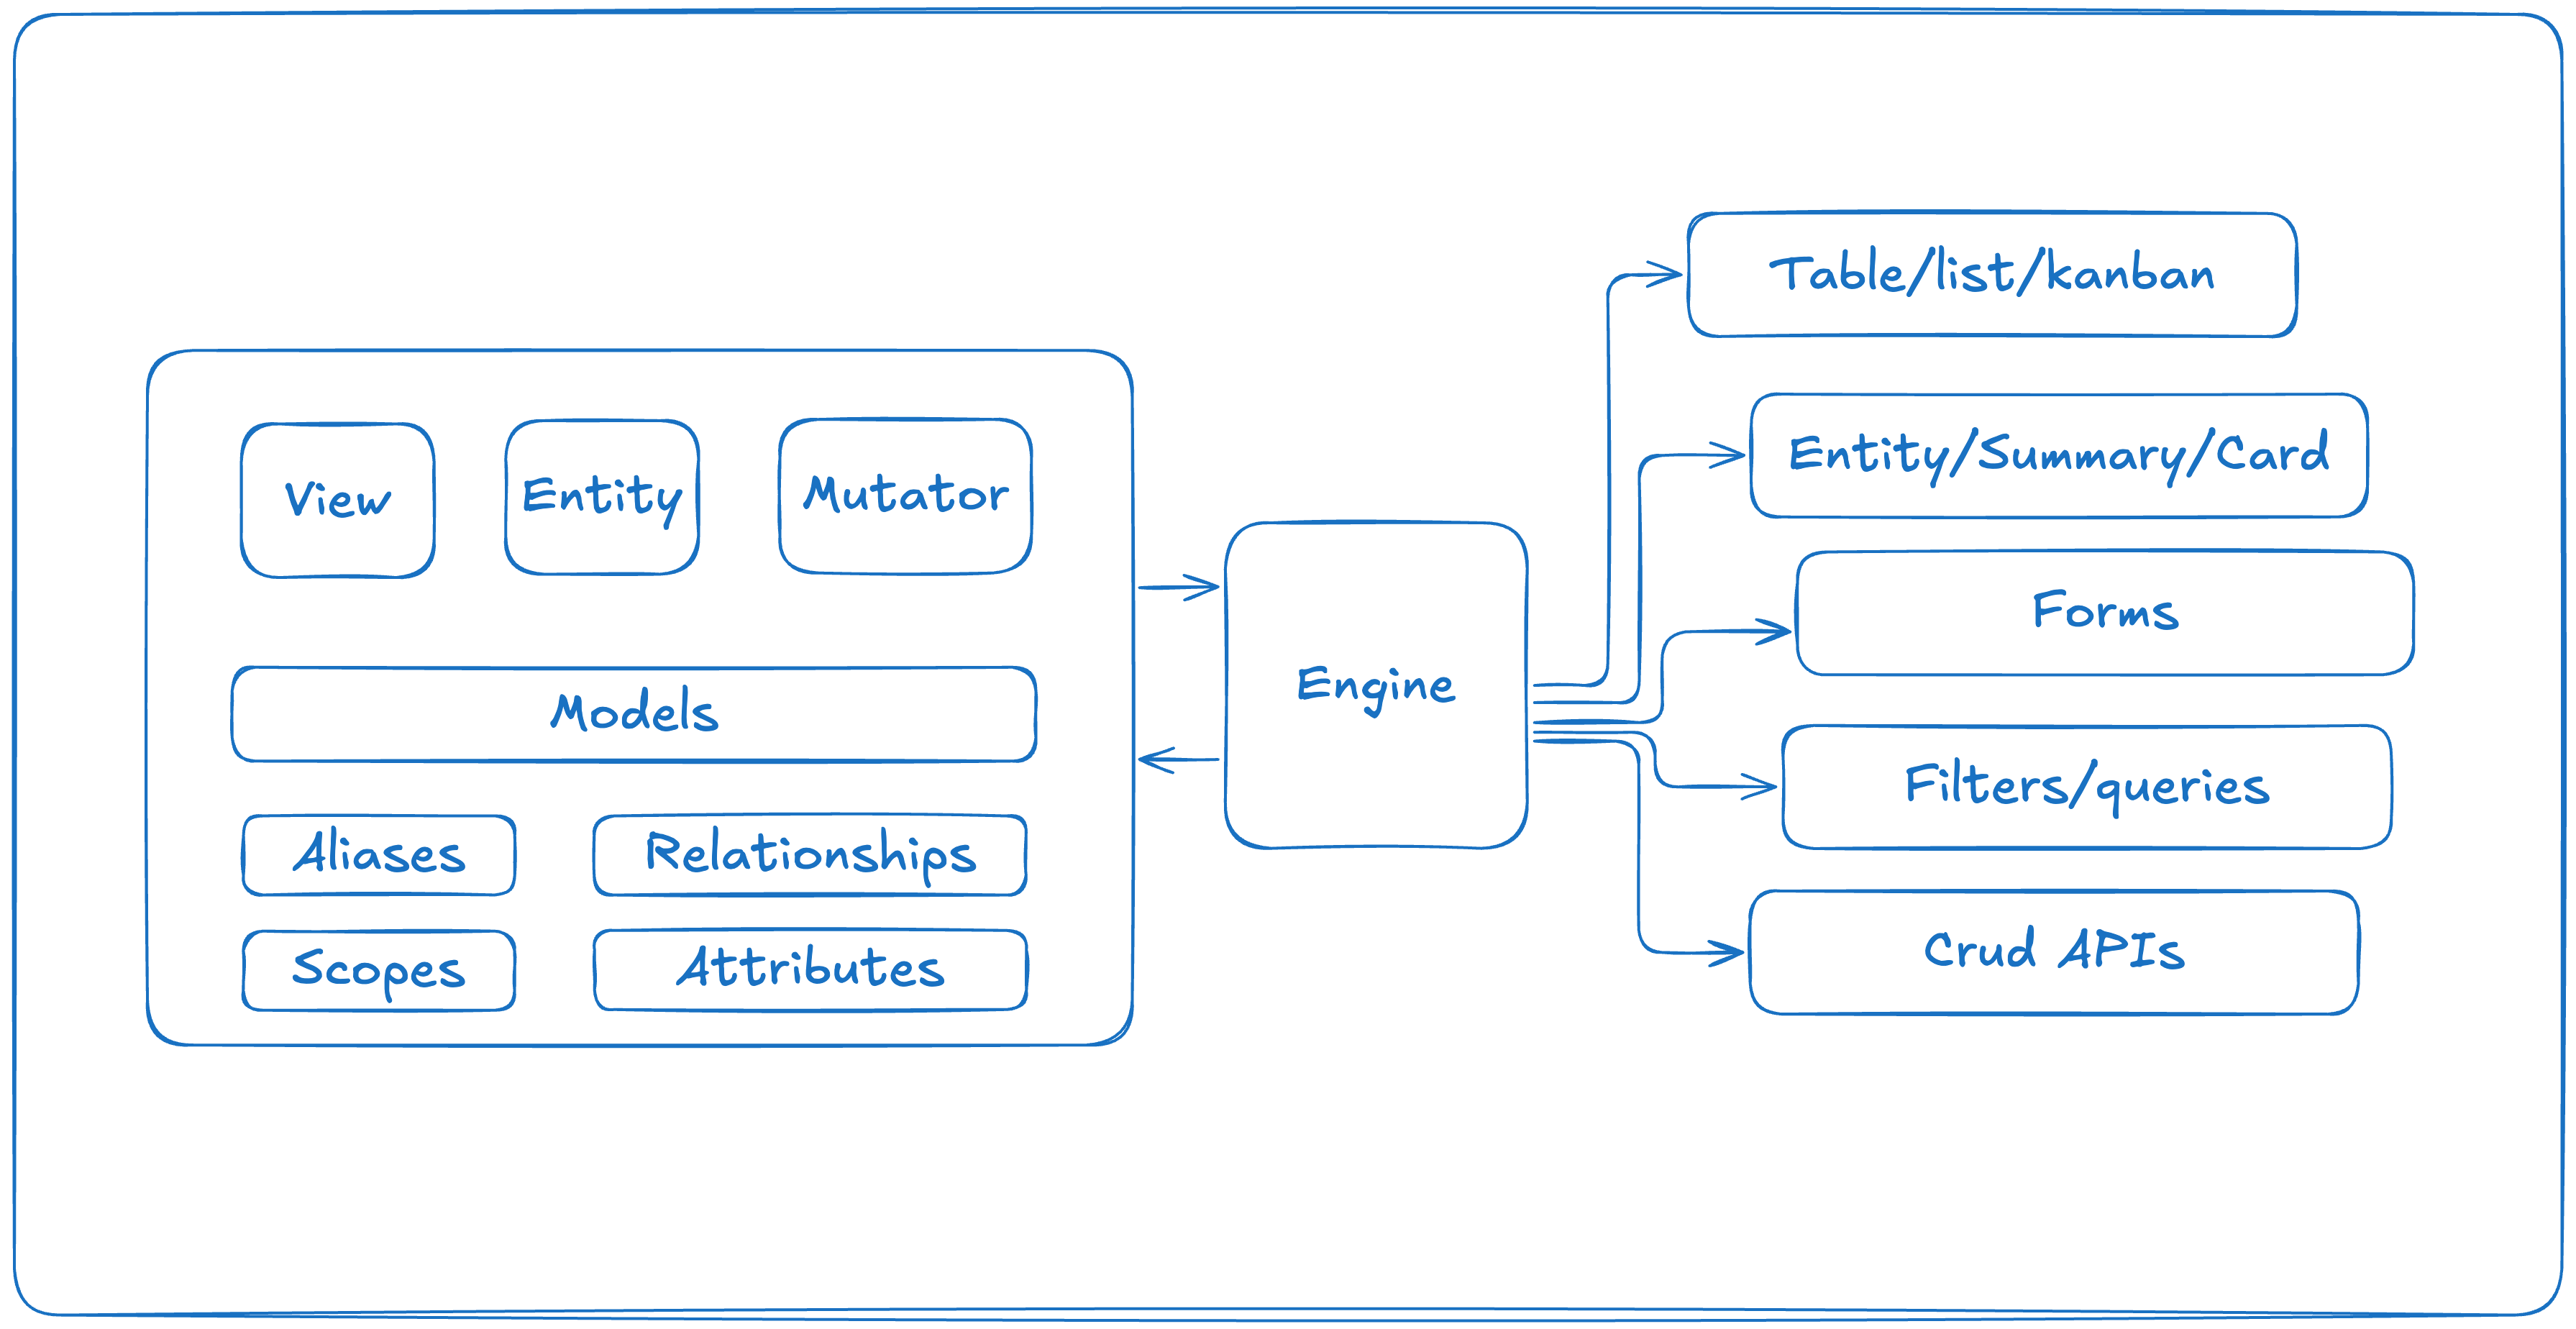 View
Entity
Mutator
Models
Aliases
Relationships
Scopes
Attributes
Engine
Table/list/kanban
Entity/Summary/Card
Forms
Filters/queries
Crud APIs